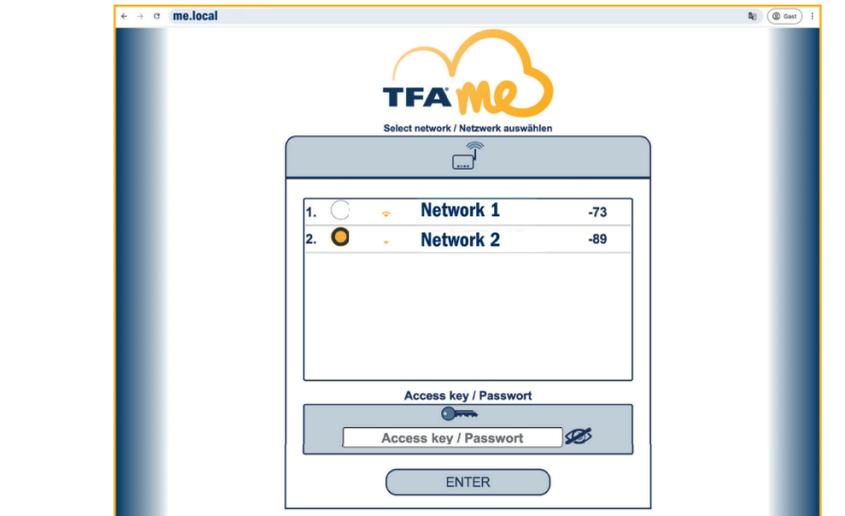 me.local
Gast
TFA me
Select network / Netzwerk auswählen
1. Network 1 -73
2. Network 2 -89
Access key / Passwort
Access key / Passwort
ENTER